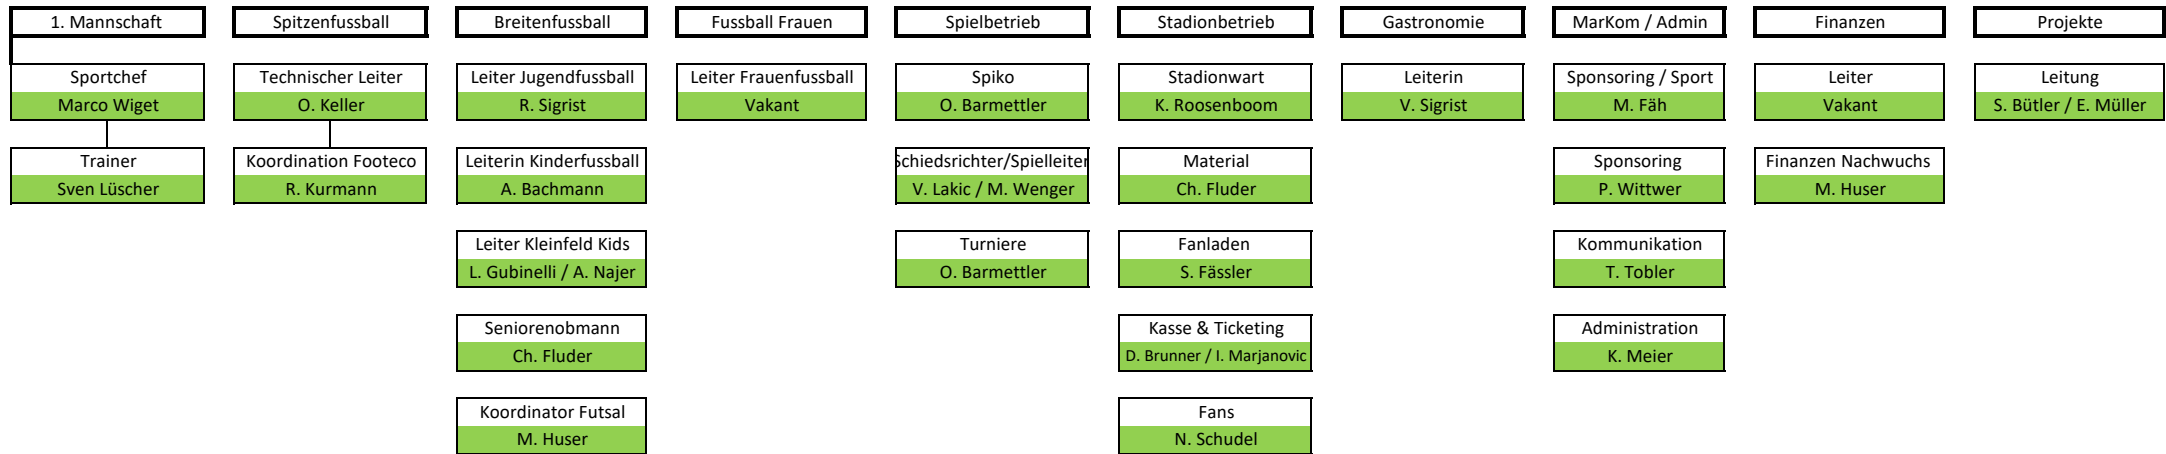 1. Mannschaft
Spitzenfussball
Breitenfussball
Fussball Frauen
Spielbetrieb
Stadionbetrieb
Gastronomie
MarKom / Admin
Finanzen
Projekte
Sportchef
Marco Wiget
Technischer Leiter
O. Keller
Leiter Jugendfussball
R. Sigrist
Leiter Frauenfussball
Vakant
Spiko
O. Barmettler
Stadionwart
K. Roosenboom
Leiterin
V. Sigrist
Sponsoring / Sport
M. Fäh
Leiter
Vakant
Leitung
S. Bütler / E. Müller
Trainer
Sven Lüscher
Koordination Footeco
R. Kurmann
Leiterin Kinderfussball
A. Bachmann
Schiedsrichter/Spielleiter
V. Lakic / M. Wenger
Material
Ch. Fluder
Sponsoring
P. Wittwer
Finanzen Nachwuchs
M. Huser
Leiter Kleinfeld Kids
L. Gubinelli / A. Najer
Turniere
O. Barmettler
Fanladen
S. Fässler
Kommunikation
T. Tobler
Seniorenobmann
Ch. Fluder
Kasse & Ticketing
D. Brunner / I. Marjanovic
Administration
K. Meier
Koordinator Futsal
M. Huser
Fans
N. Schudel